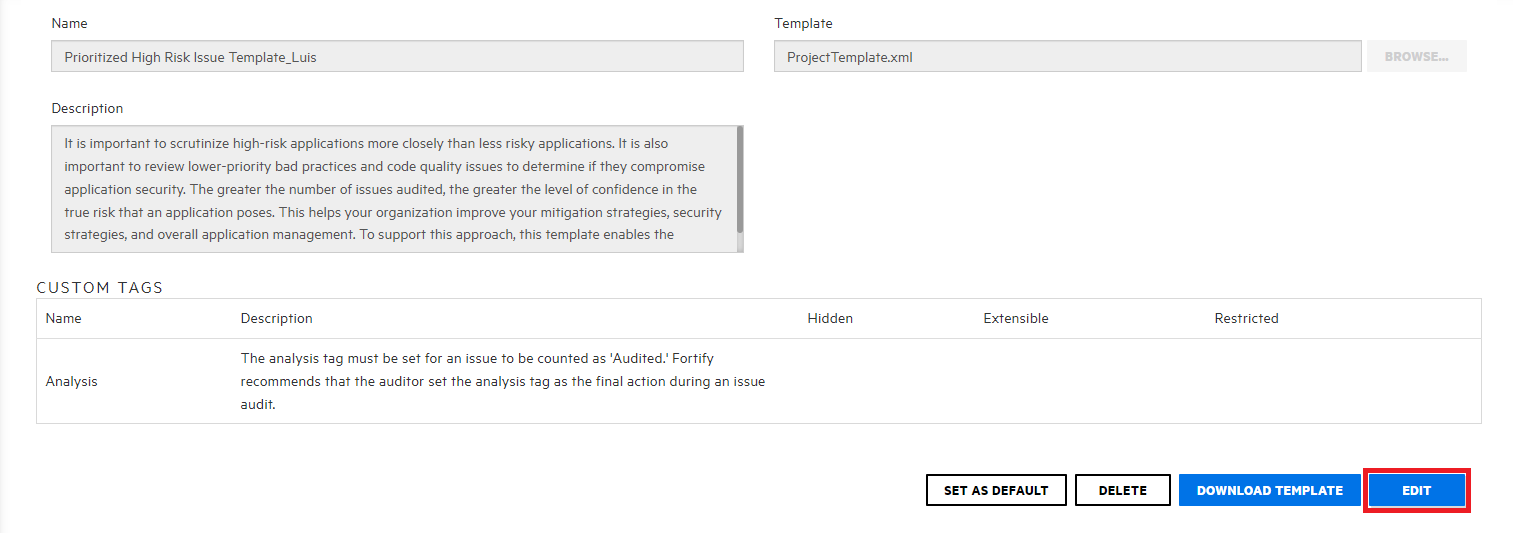 Name
Template
Prioritized High Risk Issue Template_Luis
ProjectTemplate.xml
BROWSE...
Description
It is important to scrutinize high-risk applications more closely than less risky applications. It is also
important to review lower-priority bad practices and code quality issues to determine if they compromise
application security. The greater the number of issues audited, the greater the level of confidence in the
true risk that an application poses. This helps your organization improve your mitigation strategies, security
strategies, and overall application management. To support this approach, this template enables the
CUSTOM TAGS
Name
Description
Hidden
Extensible
Restricted
Analysis
The analysis tag must be set for an issue to be counted as 'Audited.' Fortify
recommends that the auditor set the analysis tag as the final action during an issue
audit.
SET AS DEFAULT
DELETE
DOWNLOAD TEMPLATE
EDIT